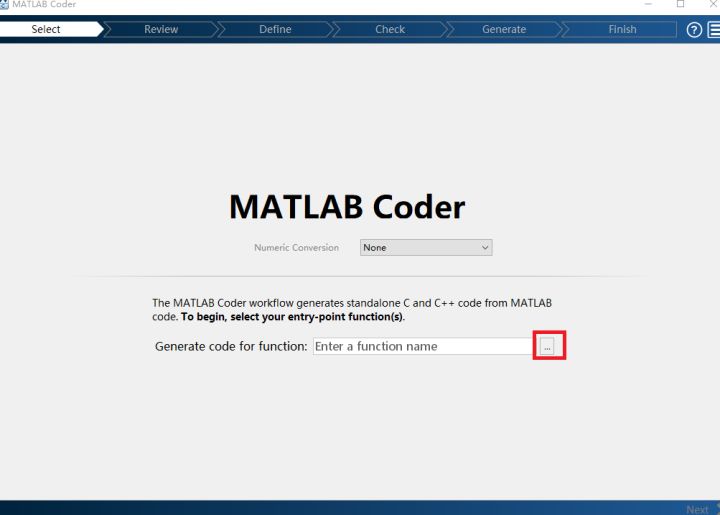 MATLAB Coder
Select
Review
Define
Check
Generate
Finish
?
MATLAB Coder
Numeric Conversion
None
The MATLAB Coder workflow generates standalone C and C++ code from MATLAB
code. To begin, select your entry-point function(s).
Generate code for function:
Enter a function name
...
Next